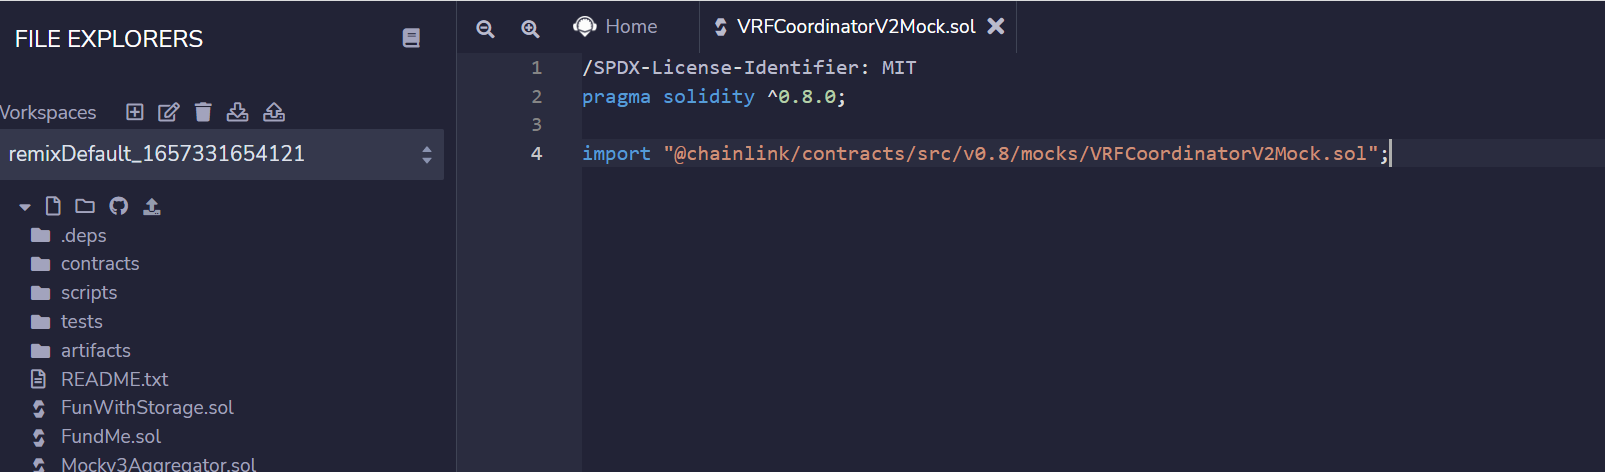 FILE EXPLORERS
Home
VRFCoordinatorV2Mock.sol
Workspaces
remixDefault_1657331654121
.deps
contracts
scripts
tests
artifacts
README.txt
FunWithStorage.sol
FundMe.sol
Mockv3Aggregator.sol
1 /SPDX-License-Identifier: MIT
2 pragma solidity ^0.8.0;
3
4 import "@chainlink/contracts/src/v0.8/mocks/VRFCoordinatorV2Mock.sol";